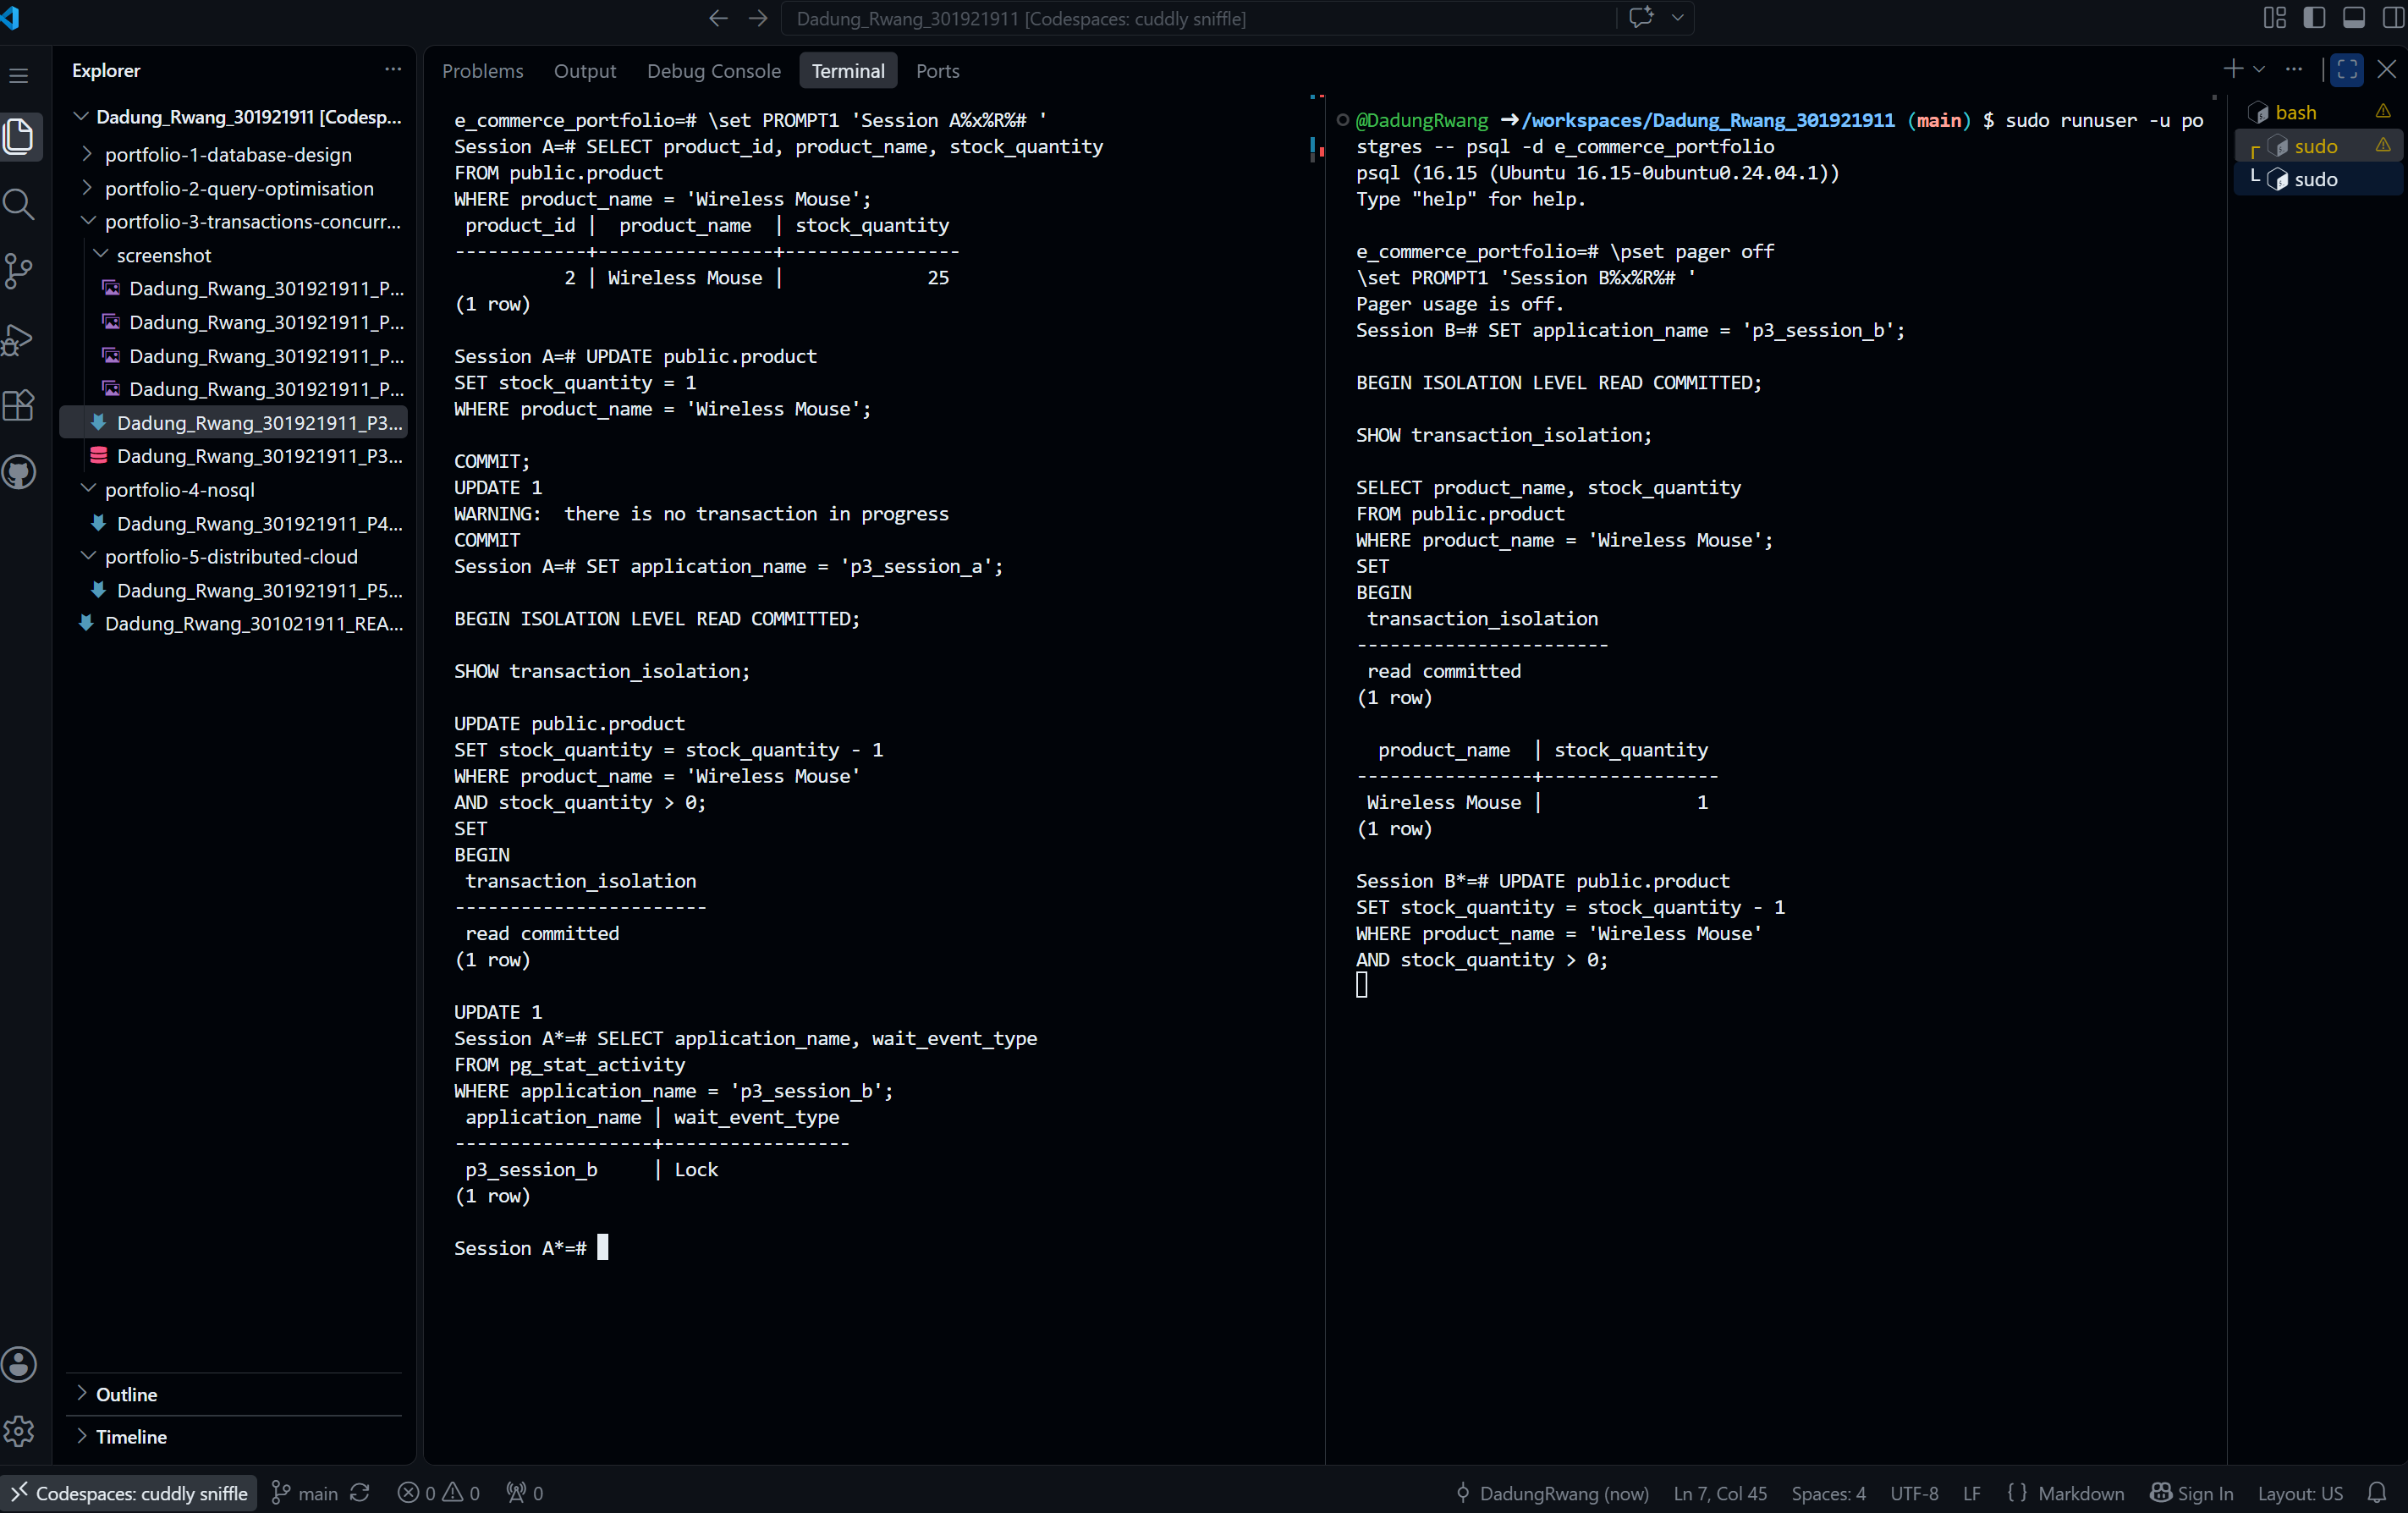 Dadung_Rwang_301921911 [Codespaces: cuddly sniffle]
Explorer
Dadung_Rwang_301921911 [Codesp...
portfolio-1-database-design
portfolio-2-query-optimisation
portfolio-3-transactions-concurr...
screenshot
Dadung_Rwang_301921911_P...
Dadung_Rwang_301921911_P...
Dadung_Rwang_301921911_P...
Dadung_Rwang_301921911_P...
Dadung_Rwang_301921911_P3...
Dadung_Rwang_301921911_P3...
portfolio-4-nosql
Dadung_Rwang_301921911_P4...
portfolio-5-distributed-cloud
Dadung_Rwang_301921911_P5...
Dadung_Rwang_301021911_REA...
Outline
Timeline
Problems Output Debug Console Terminal Ports
e_commerce_portfolio=# \set PROMPT1 'Session A%x%R%# '
Session A=# SELECT product_id, product_name, stock_quantity
FROM public.product
WHERE product_name = 'Wireless Mouse';
 product_id |  product_name  | stock_quantity
------------+----------------+----------------
          2 | Wireless Mouse |             25
(1 row)
Session A=# UPDATE public.product
SET stock_quantity = 1
WHERE product_name = 'Wireless Mouse';
COMMIT;
UPDATE 1
WARNING:  there is no transaction in progress
COMMIT
Session A=# SET application_name = 'p3_session_a';
BEGIN ISOLATION LEVEL READ COMMITTED;
SHOW transaction_isolation;
UPDATE public.product
SET stock_quantity = stock_quantity - 1
WHERE product_name = 'Wireless Mouse'
AND stock_quantity > 0;
SET
BEGIN
 transaction_isolation
-----------------------
 read committed
(1 row)
UPDATE 1
Session A*=# SELECT application_name, wait_event_type
FROM pg_stat_activity
WHERE application_name = 'p3_session_b';
 application_name | wait_event_type
------------------+-----------------
 p3_session_b     | Lock
(1 row)
Session A*=#
@DadungRwang ➜/workspaces/Dadung_Rwang_301921911 (main) $ sudo runuser -u po
stgres -- psql -d e_commerce_portfolio
psql (16.15 (Ubuntu 16.15-0ubuntu0.24.04.1))
Type "help" for help.
e_commerce_portfolio=# \pset pager off
\set PROMPT1 'Session B%x%R%# '
Pager usage is off.
Session B=# SET application_name = 'p3_session_b';
BEGIN ISOLATION LEVEL READ COMMITTED;
SHOW transaction_isolation;
SELECT product_name, stock_quantity
FROM public.product
WHERE product_name = 'Wireless Mouse';
SET
BEGIN
 transaction_isolation
-----------------------
 read committed
(1 row)
  product_name  | stock_quantity
----------------+----------------
 Wireless Mouse |              1
(1 row)
Session B*=# UPDATE public.product
SET stock_quantity = stock_quantity - 1
WHERE product_name = 'Wireless Mouse'
AND stock_quantity > 0;
bash
sudo
sudo
Codespaces: cuddly sniffle main 0 0 0 DadungRwang (now) Ln 7, Col 45 Spaces: 4 UTF-8 LF {} Markdown Sign In Layout: US